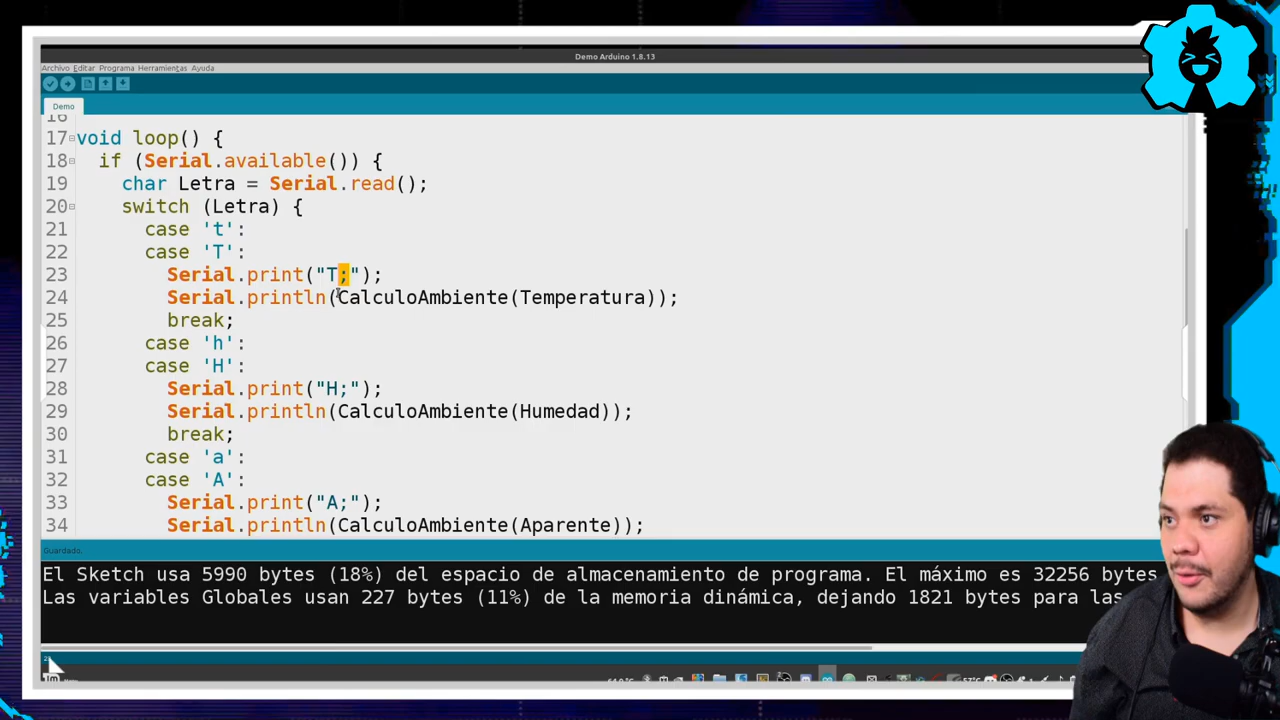 Demo Arduino 1.8.13
Archivo Editar Programa Herramientas Ayuda
Demo
16
17 void loop() {
18 if (Serial.available()) {
19 char Letra = Serial.read();
20 switch (Letra) {
21 case 't':
22 case 'T':
23 Serial.print("T;");
24 Serial.println(CalculoAmbiente(Temperatura));
25 break;
26 case 'h':
27 case 'H':
28 Serial.print("H;");
29 Serial.println(CalculoAmbiente(Humedad));
30 break;
31 case 'a':
32 case 'A':
33 Serial.print("A;");
34 Serial.println(CalculoAmbiente(Aparente));
Guardado.
El Sketch usa 5990 bytes (18%) del espacio de almacenamiento de programa. El máximo es 32256 bytes
Las variables Globales usan 227 bytes (11%) de la memoria dinámica, dejando 1821 bytes para las